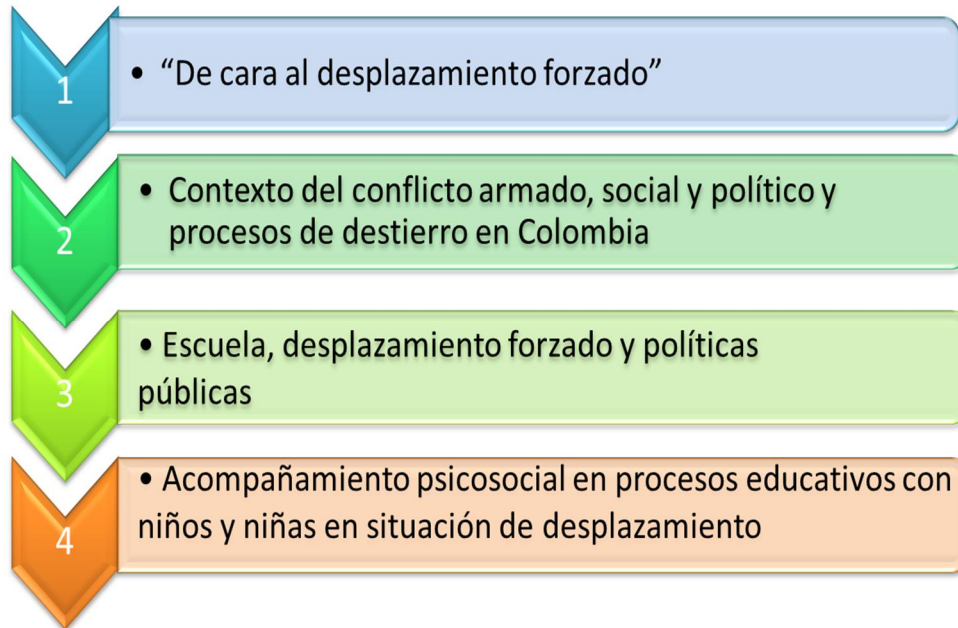 1
• “De cara al desplazamiento forzado”
2
• Contexto del conflicto armado, social y político y
procesos de destierro en Colombia
3
• Escuela, desplazamiento forzado y políticas
públicas
4
• Acompañamiento psicosocial en procesos educativos con
niños y niñas en situación de desplazamiento